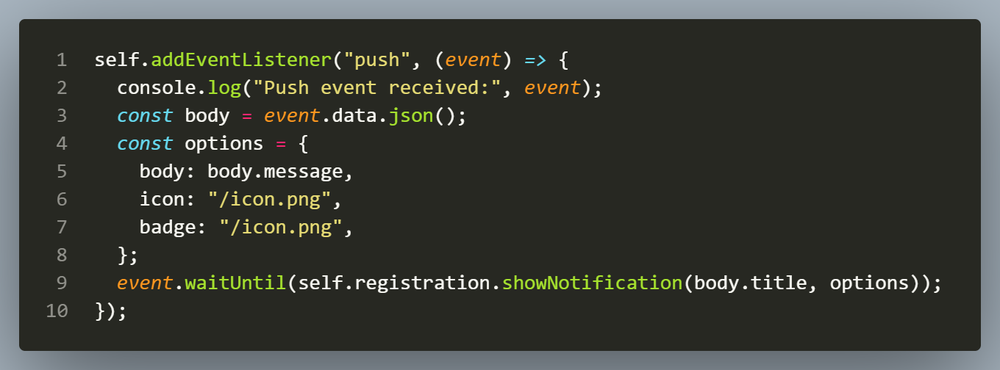 1 self.addEventListener("push", (event) => {
2   console.log("Push event received:", event);
3   const body = event.data.json();
4   const options = {
5     body: body.message,
6     icon: "/icon.png",
7     badge: "/icon.png",
8   };
9   event.waitUntil(self.registration.showNotification(body.title, options));
10 });